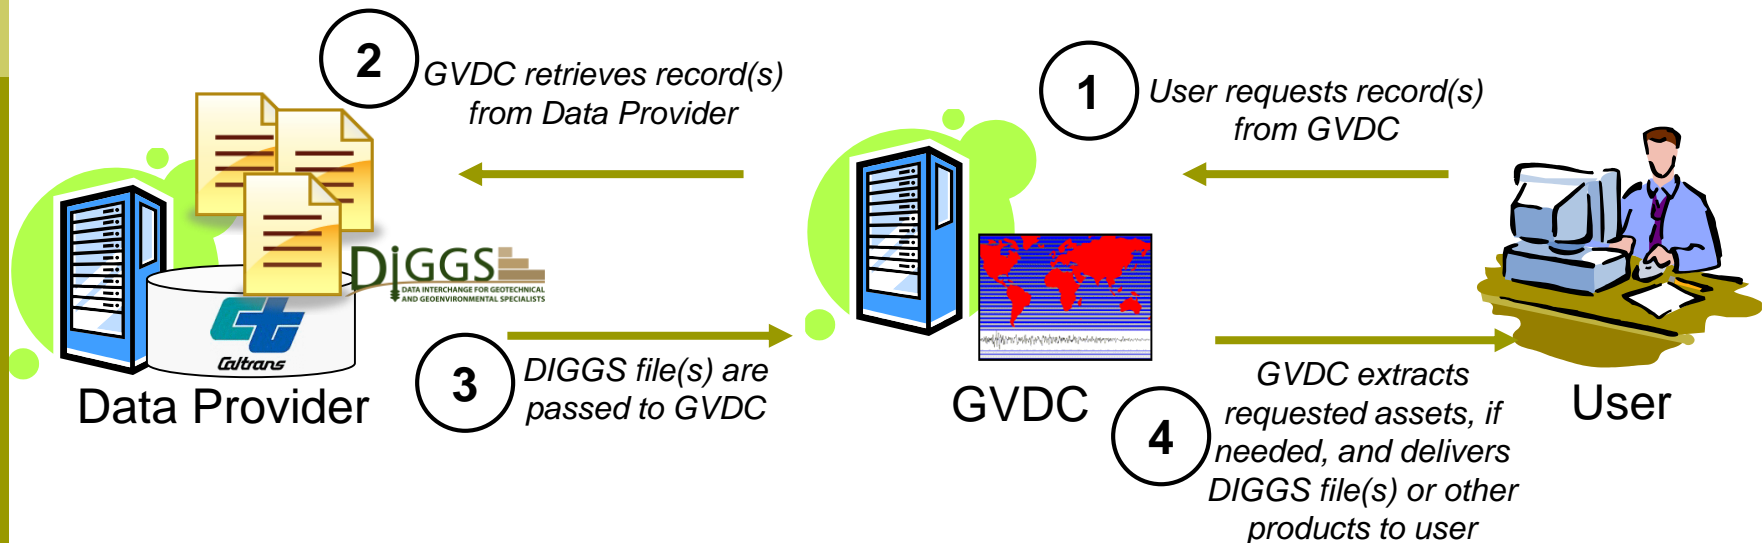 2
GVDC retrieves record(s)
from Data Provider
1
User requests record(s)
from GVDC
DIGGS
DATA INTERCHANGE FOR GEOTECHNICAL
AND GEOENVIRONMENTAL SPECIALISTS
Ct
Caltrans
Data Provider
3
DIGGS file(s) are
passed to GVDC
GVDC
4
GVDC extracts
requested assets, if
needed, and delivers
DIGGS file(s) or other
products to user
User